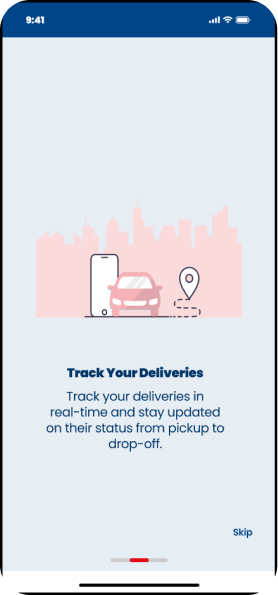 9:41
Track Your Deliveries
Track your deliveries in
real-time and stay updated
on their status from pickup to
drop-off.
Skip